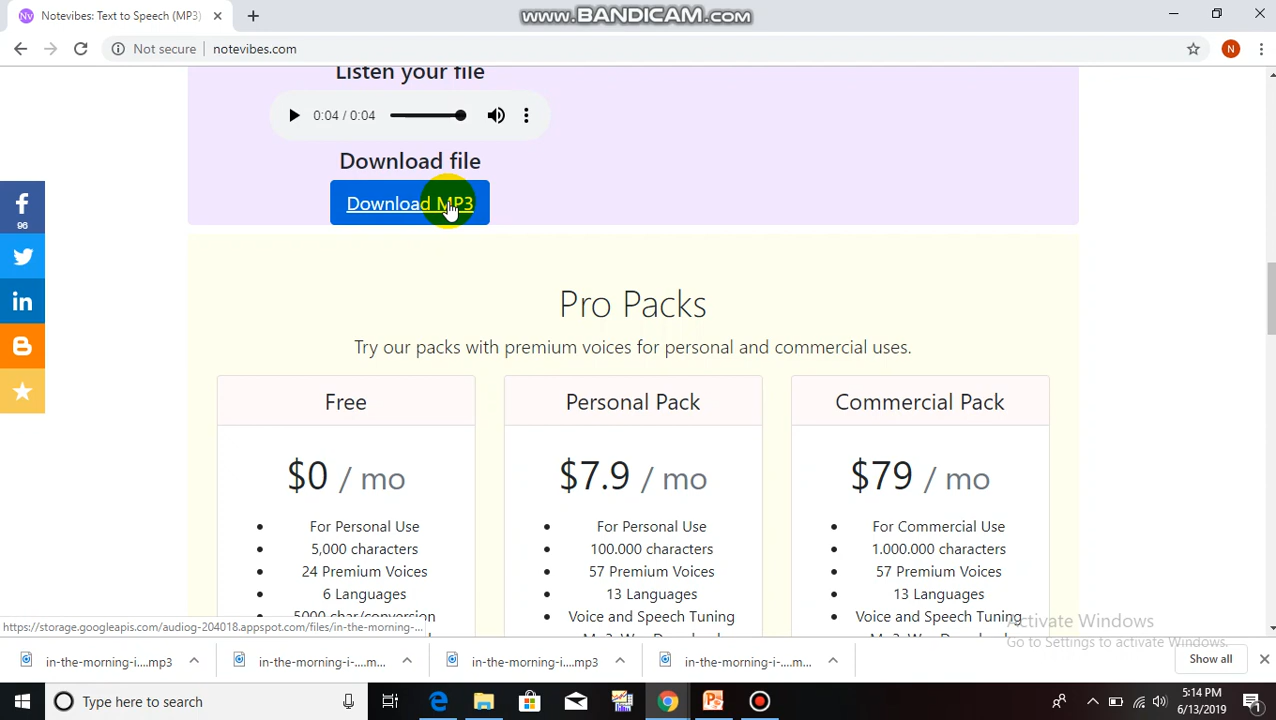 Notevibes: Text to Speech (MP3)
www.BANDICAM.com
Not secure
notevibes.com
N
Listen your file
0:04 / 0:04
Download file
Download MP3
96
Pro Packs
Try our packs with premium voices for personal and commercial uses.
Free
$0 / mo
For Personal Use
5,000 characters
24 Premium Voices
6 Languages
5000 char/conversion
Personal Pack
$7.9 / mo
For Personal Use
100.000 characters
57 Premium Voices
13 Languages
Voice and Speech Tuning
Commercial Pack
$79 / mo
For Commercial Use
1.000.000 characters
57 Premium Voices
13 Languages
Voice and Speech Tuning
Activate Windows
Go to Settings to activate Windows.
https://storage.googleapis.com/audiog-204018.appspot.com/files/in-the-morning-...
in-the-morning-i....mp3
in-the-morning-i-....m...
in-the-morning-i....mp3
in-the-morning-i-....m...
Show all
Type here to search
5:14 PM
6/13/2019